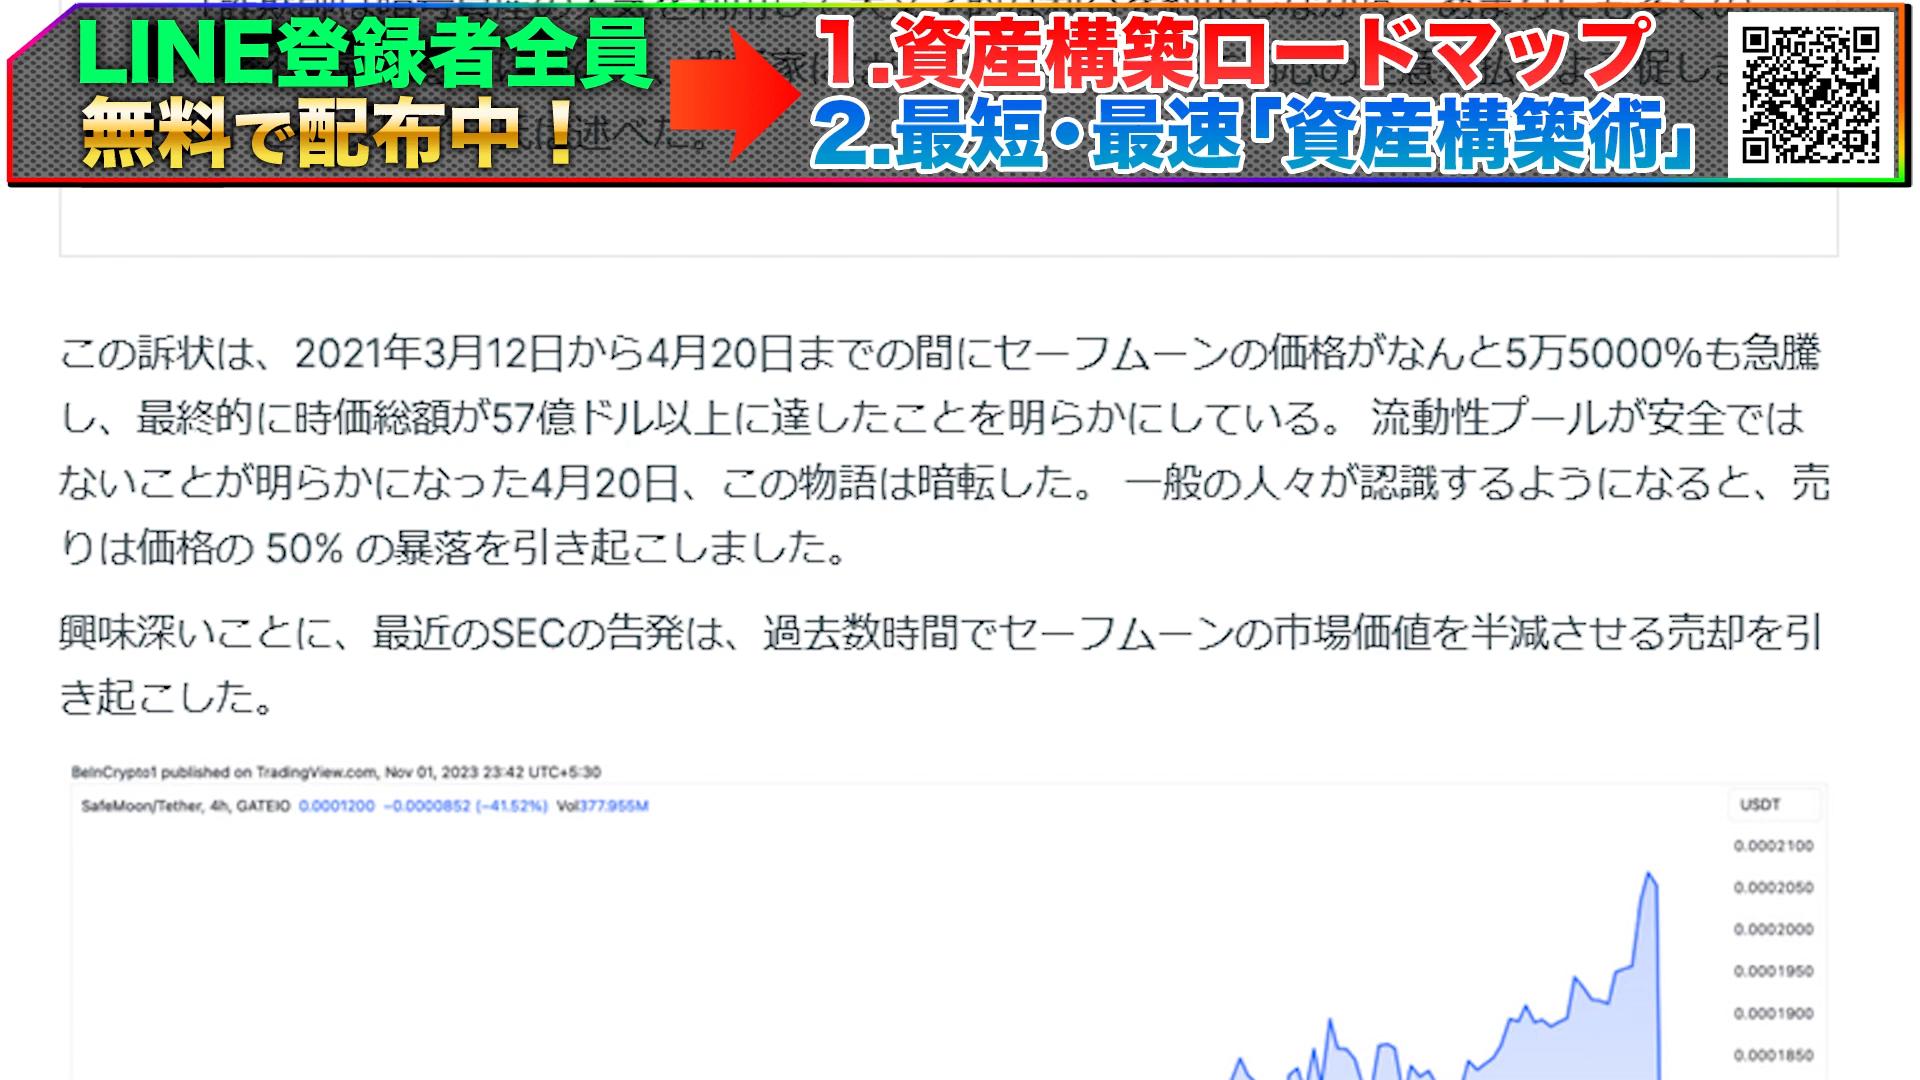 LINE登録者全員
無料で配布中！
1.資産構築ロードマップ
2.最短・最速「資産構築術」
この訴状は、2021年3月12日から4月20日までの間にセーフムーンの価格がなんと5万5000%も急騰
し、最終的に時価総額が57億ドル以上に達したことを明らかにしている。 流動性プールが安全では
ないことが明らかになった4月20日、この物語は暗転した。 一般の人々が認識するようになると、売
りは価格の 50% の暴落を引き起こしました。
興味深いことに、最近のSECの告発は、過去数時間でセーフムーンの市場価値を半減させる売却を引
き起こした。
BeInCrypto1 published on TradingView.com, Nov 01, 2023 23:42 UTC+5:30
SafeMoon/Tether, 4h, GATEIO 0.0001200 −0.0000852 (−41.52%) Vol377.955M
USDT
0.0002100
0.0002050
0.0002000
0.0001950
0.0001900
0.0001850